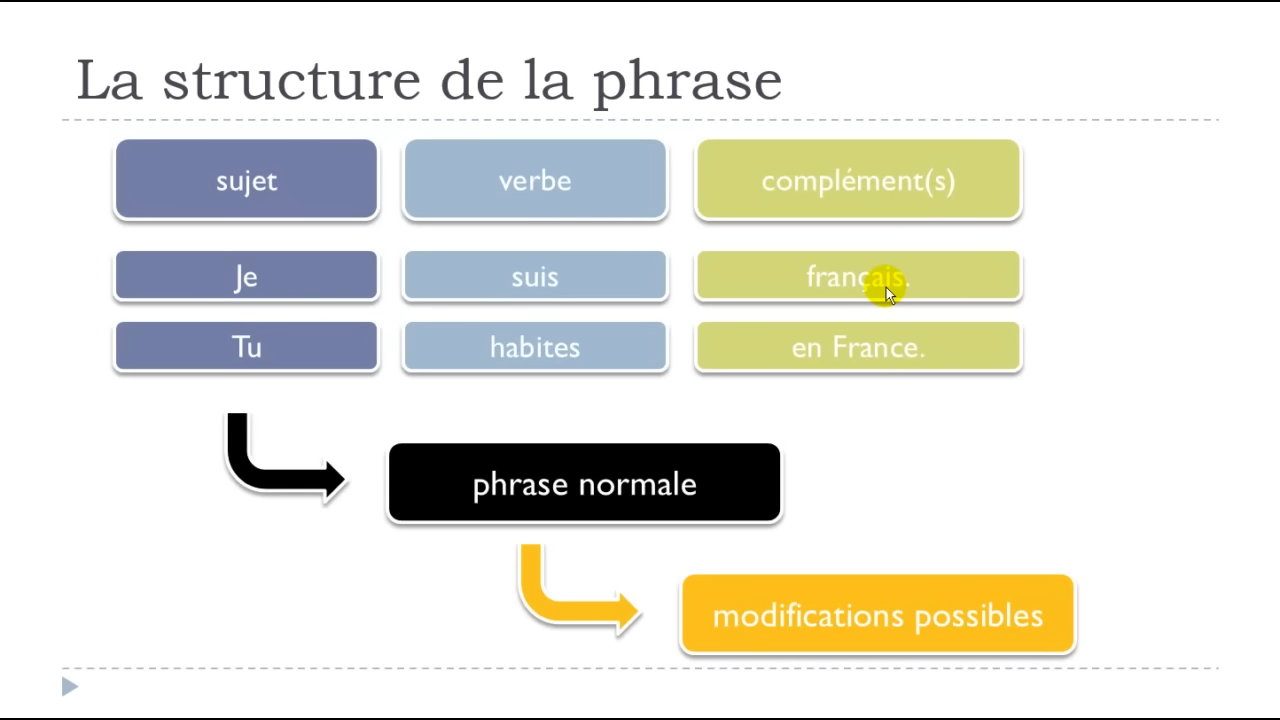 La structure de la phrase
sujet verbe complément(s)
Je suis français.
Tu habites en France.
phrase normale
modifications possibles